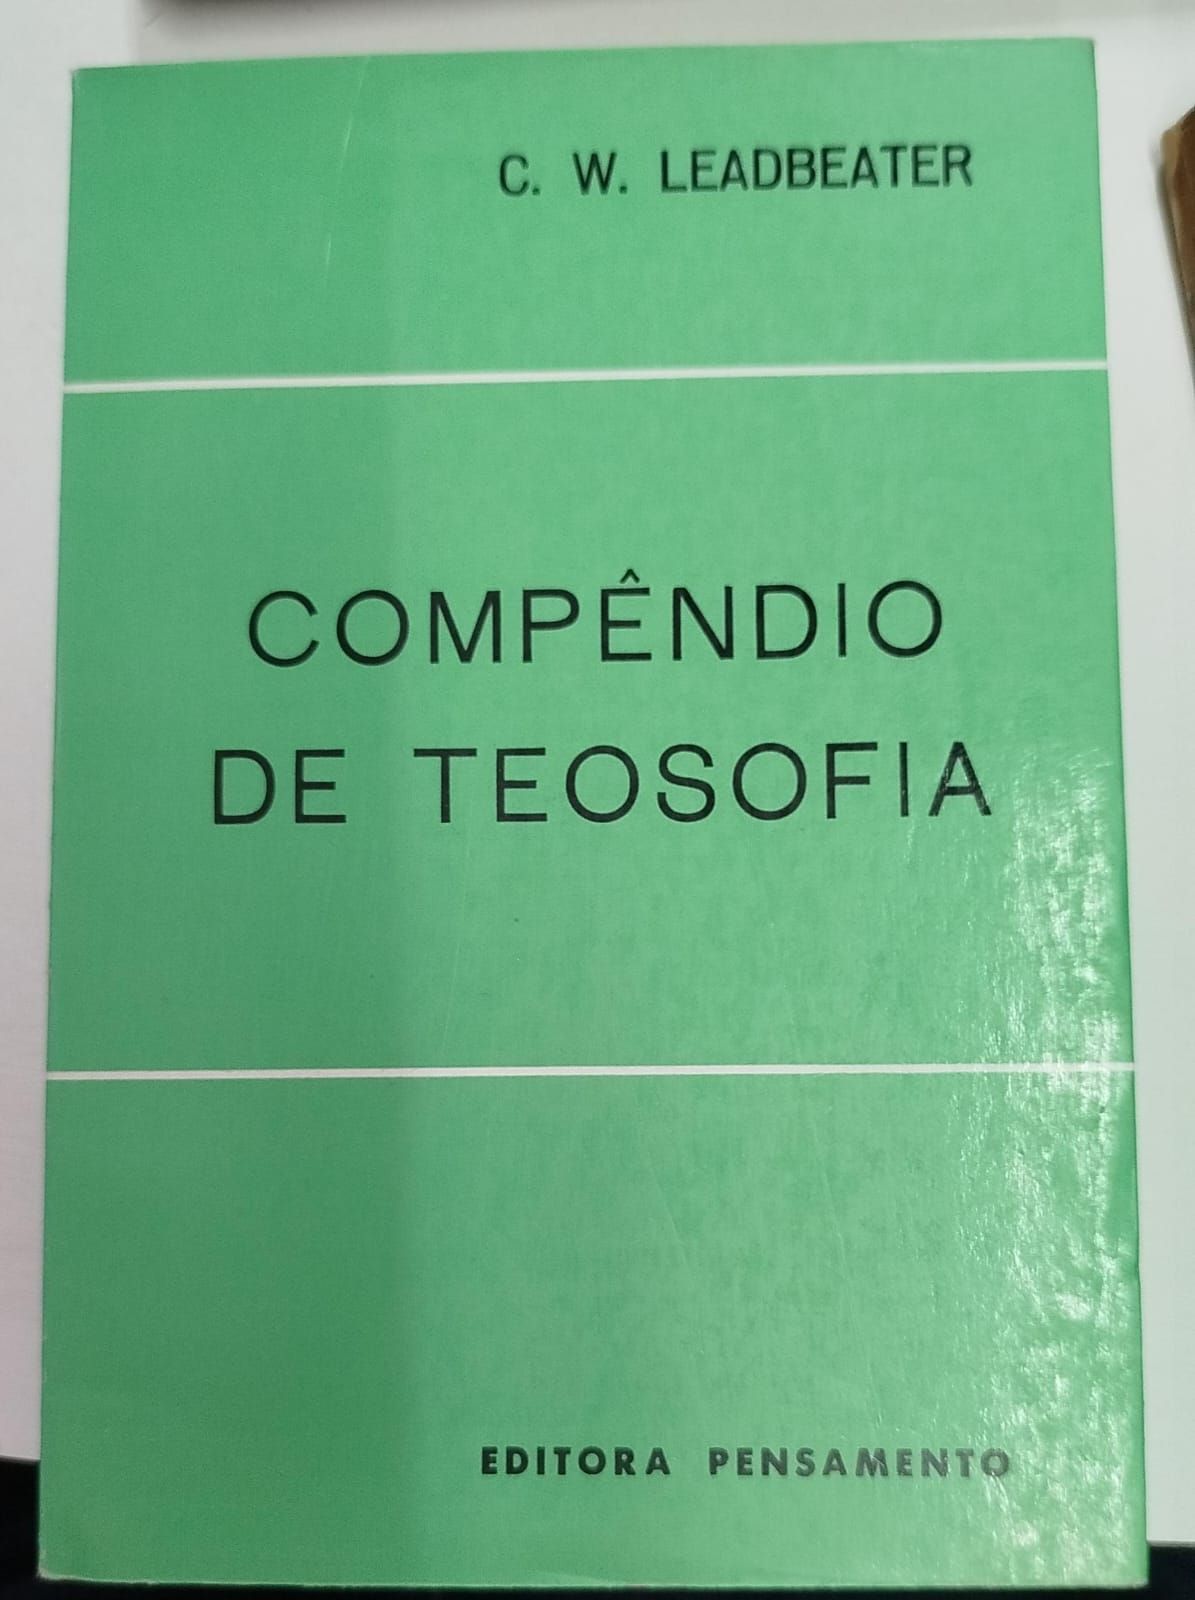 C. W. LEADBEATER
COMPÊNDIO
DE TEOSOFIA
EDITORA PENSAMENTO